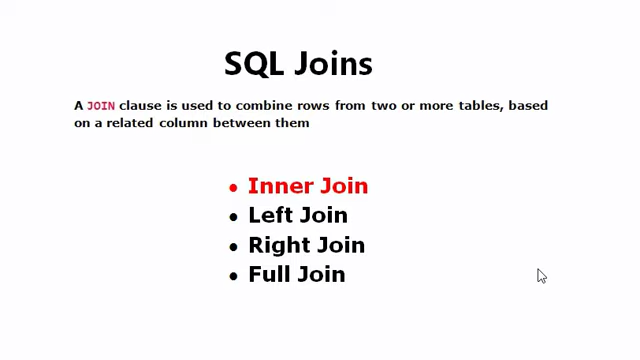 SQL Joins
A JOIN clause is used to combine rows from two or more tables, based
on a related column between them
• Inner Join
• Left Join
• Right Join
• Full Join